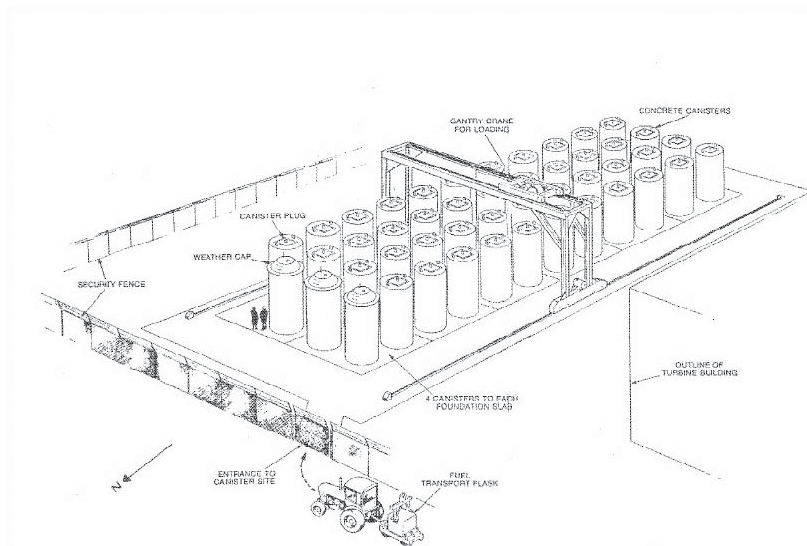 CONCRETE CANISTERS
GANTRY CRANE
FOR LOADING
CANISTER PLUG
WEATHER CAP
SECURITY FENCE
OUTLINE OF
TURBINE BUILDING
4 CANISTERS TO EACH
FOUNDATION SLAB
ENTRANCE TO
CANISTER SITE
FUEL
TRANSPORT FLASK
N